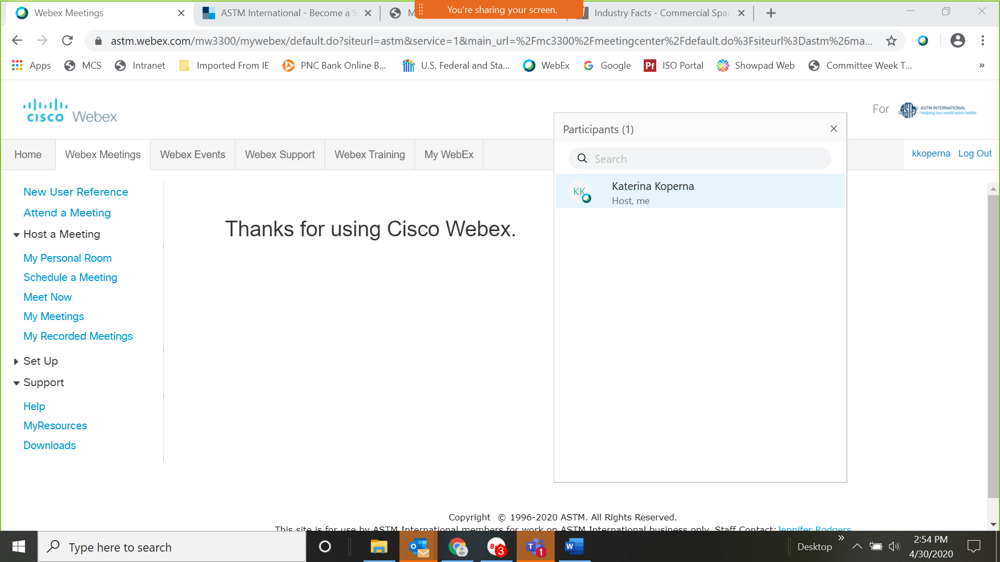 Webex Meetings
ASTM International - Become a S
M
You're sharing your screen.
Industry Facts - Commercial Spac
astm.webex.com/mw3300/mywebex/default.do?siteurl=astm&service=1&main_url=%2Fmc3300%2Fmeetingcenter%2Fdefault.do%3Fsiteurl%3Dastm%26ma...
Apps MCS Intranet Imported From IE PNC Bank Online B... U.S. Federal and Sta... WebEx Google Pf ISO Portal Showpad Web Committee Week T... »
cisco Webex
For ASTM INTERNATIONAL
Helping our world work better
Home Webex Meetings Webex Events Webex Support Webex Training My WebEx
kkoperna Log Out
New User Reference
Attend a Meeting
Host a Meeting
My Personal Room
Schedule a Meeting
Meet Now
My Meetings
My Recorded Meetings
Set Up
Support
Help
MyResources
Downloads
Thanks for using Cisco Webex.
Participants (1)
Search
KK
Katerina Koperna
Host, me
Copyright © 1996-2020 ASTM. All Rights Reserved.
This site is for use by ASTM International members for work on ASTM International business only. Staff Contact:Jennifer Rodgers
Type here to search
8x8 3
T 1
W
Desktop »
2:54 PM
4/30/2020